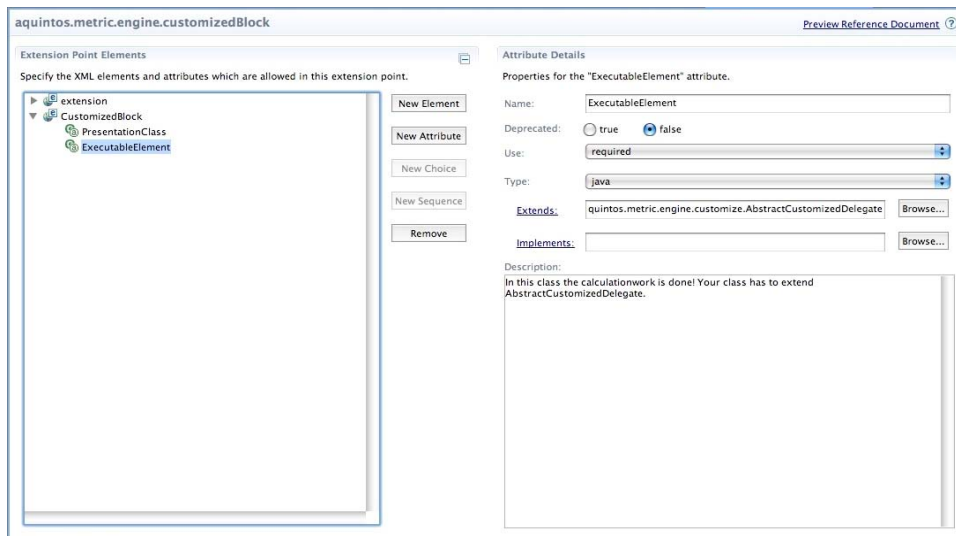 aquintos.metric.engine.customizedBlock
Preview Reference Document ?
Extension Point Elements
Specify the XML elements and attributes which are allowed in this extension point.
extension
CustomizedBlock
PresentationClass
ExecutableElement
New Element
New Attribute
New Choice
New Sequence
Remove
Attribute Details
Properties for the "ExecutableElement" attribute.
Name: ExecutableElement
Deprecated: true false
Use: required
Type: java
Extends: quintos.metric.engine.customize.AbstractCustomizedDelegate Browse...
Implements: Browse...
Description:
In this class the calculationwork is done! Your class has to extend
AbstractCustomizedDelegate.